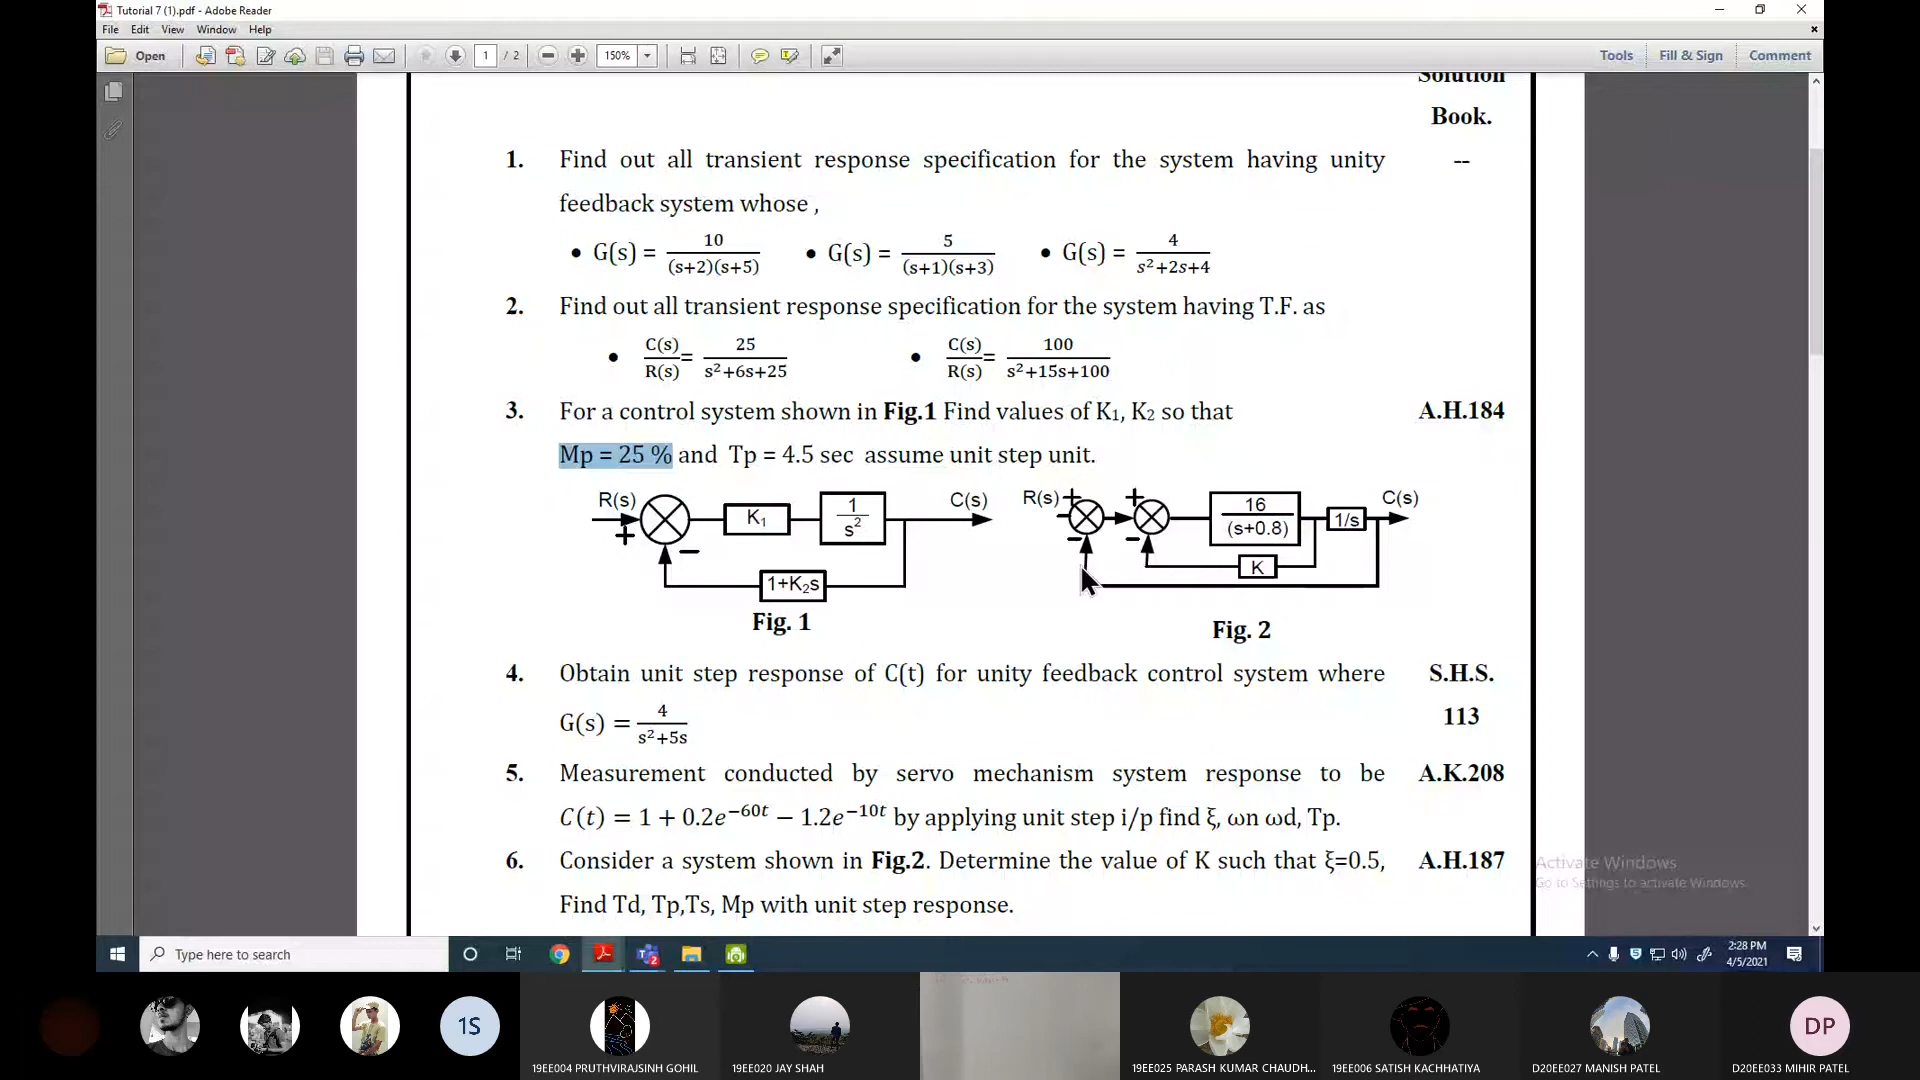 Tutorial 7 (1).pdf - Adobe Reader
File Edit View Window Help
Open 1 / 2 150% Tools Fill & Sign Comment
Solution
Book.
1. Find out all transient response specification for the system having unity --
feedback system whose ,
• G(s) = 10/(s+2)(s+5) • G(s) = 5/(s+1)(s+3) • G(s) = 4/s²+2s+4
2. Find out all transient response specification for the system having T.F. as
• C(s)/R(s) = 25/s²+6s+25 • C(s)/R(s) = 100/s²+15s+100
3. For a control system shown in Fig.1 Find values of K₁, K₂ so that A.H.184
Mp = 25 % and Tp = 4.5 sec assume unit step unit.
R(s) + − K₁ 1/s² C(s) 1+K₂s
Fig. 1
R(s) + − − + − 16/(s+0.8) 1/s C(s) K
Fig. 2
4. Obtain unit step response of C(t) for unity feedback control system where S.H.S.
G(s) = 4/s²+5s 113
5. Measurement conducted by servo mechanism system response to be A.K.208
C(t) = 1 + 0.2e⁻⁶⁰ᵗ − 1.2e⁻¹⁰ᵗ by applying unit step i/p find ξ, ωn ωd, Tp.
6. Consider a system shown in Fig.2. Determine the value of K such that ξ=0.5, A.H.187
Find Td, Tp,Ts, Mp with unit step response.
Activate Windows
Go to Settings to activate Windows.
Type here to search
2:28 PM
4/5/2021
1S
DP
19EE004 PRUTHVIRAJSINH GOHIL
19EE020 JAY SHAH
19EE025 PARASH KUMAR CHAUDH...
19EE006 SATISH KACHHATIYA
D20EE027 MANISH PATEL
D20EE033 MIHIR PATEL